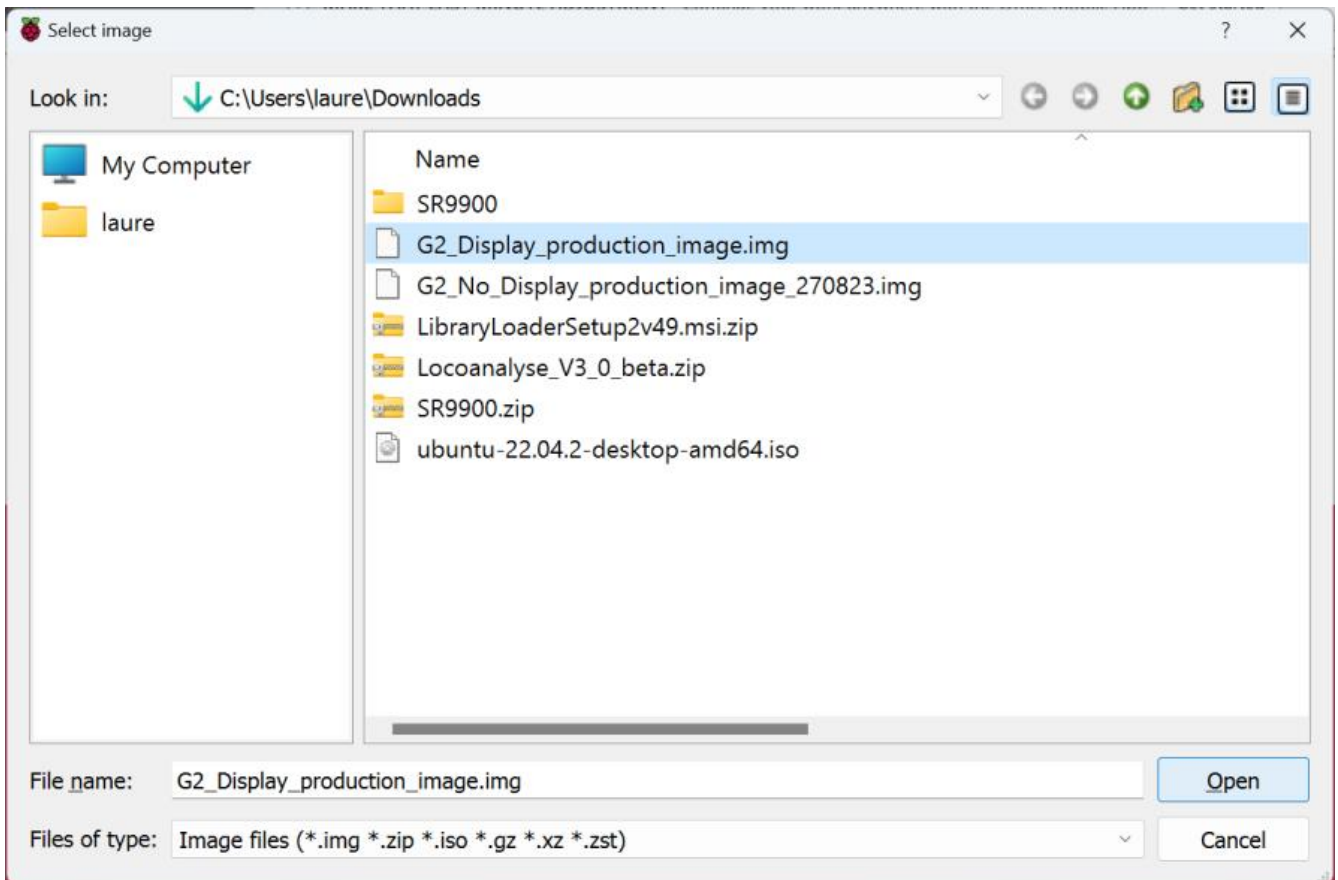 Select image
?
Look in:
C:\Users\laure\Downloads
My Computer
laure
Name
SR9900
G2_Display_production_image.img
G2_No_Display_production_image_270823.img
LibraryLoaderSetup2v49.msi.zip
Locoanalyse_V3_0_beta.zip
SR9900.zip
ubuntu-22.04.2-desktop-amd64.iso
File name:
G2_Display_production_image.img
Open
Files of type:
Image files (*.img *.zip *.iso *.gz *.xz *.zst)
Cancel